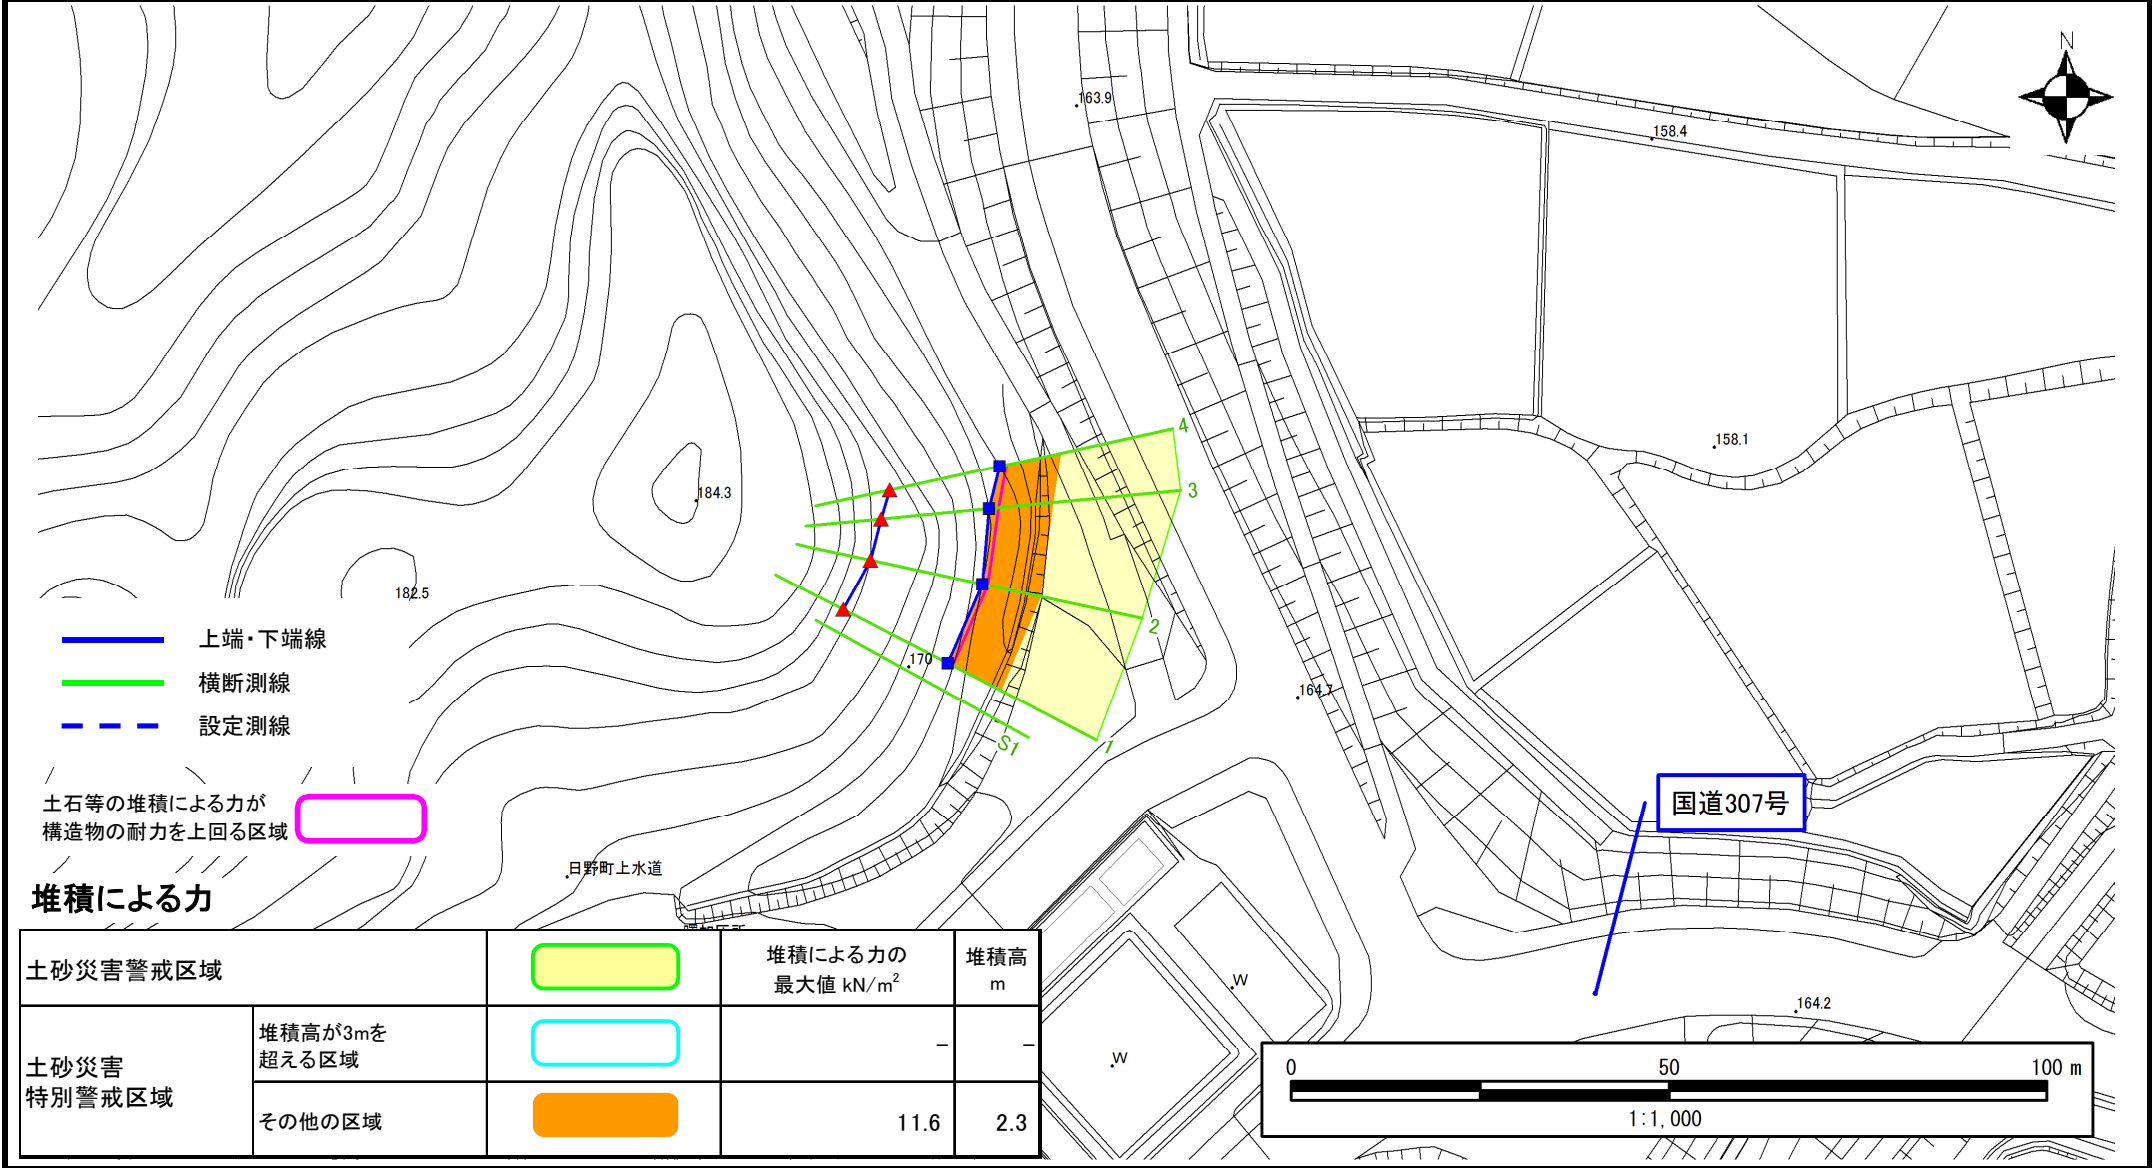 N
163.9
158.4
4
158.1
3
184.3
182.5
2
上端・下端線
170
横断測線
164.7
設定測線
S1
1
土石等の堆積による力が
構造物の耐力を上回る区域
国道307号
日野町上水道
堆積による力
土砂災害警戒区域
堆積による力の
最大値 kN/m²
堆積高
m
W
164.2
土砂災害
特別警戒区域
堆積高が3mを
超える区域
－
－
W
その他の区域
11.6
2.3
0
50
100 m
1:1,000